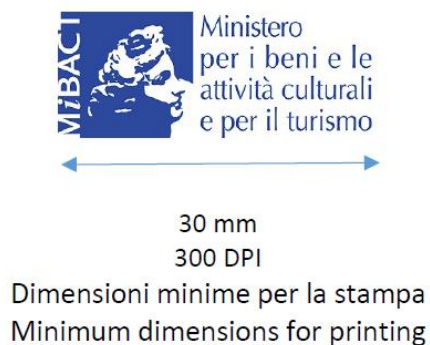 MiBACT
Ministero
per i beni e le
attività culturali
e per il turismo
30 mm
300 DPI
Dimensioni minime per la stampa
Minimum dimensions for printing